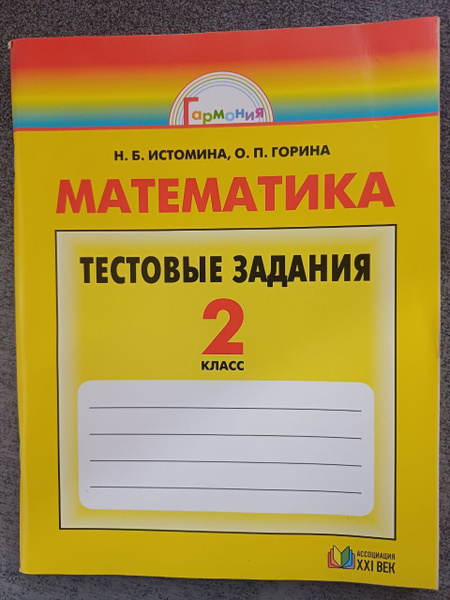 Гармония
Н. Б. ИСТОМИНА, О. П. ГОРИНА
МАТЕМАТИКА
ТЕСТОВЫЕ ЗАДАНИЯ
2
КЛАСС
АССОЦИАЦИЯ
XXI ВЕК